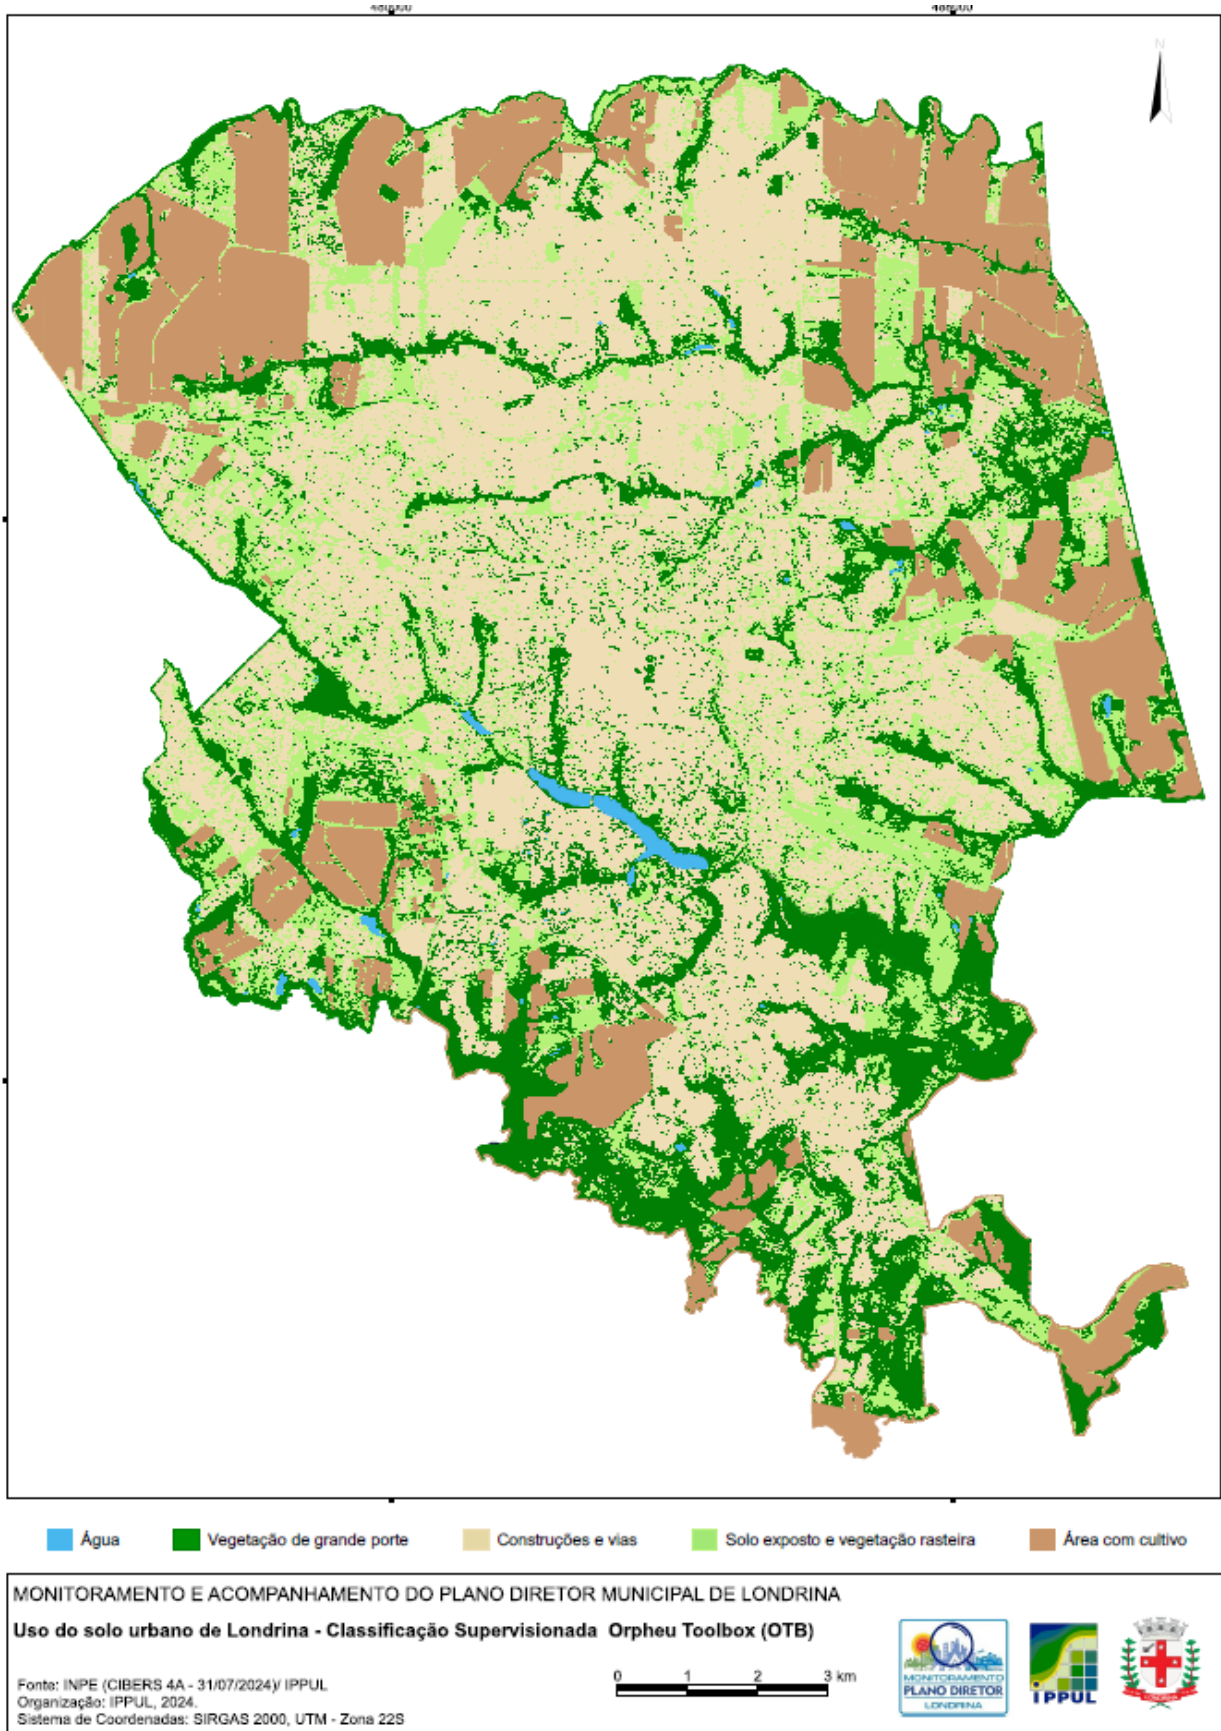 N
Água
Vegetação de grande porte
Construções e vias
Solo exposto e vegetação rasteira
Área com cultivo
MONITORAMENTO E ACOMPANHAMENTO DO PLANO DIRETOR MUNICIPAL DE LONDRINA
Uso do solo urbano de Londrina - Classificação Supervisionada Orpheu Toolbox (OTB)
Fonte: INPE (CIBERS 4A - 31/07/2024)/ IPPUL
Organização: IPPUL, 2024.
Sistema de Coordenadas: SIRGAS 2000, UTM - Zona 22S
0 1 2 3 km
MONITORAMENTO
PLANO DIRETOR
LONDRINA
IPPUL
LONDRINA